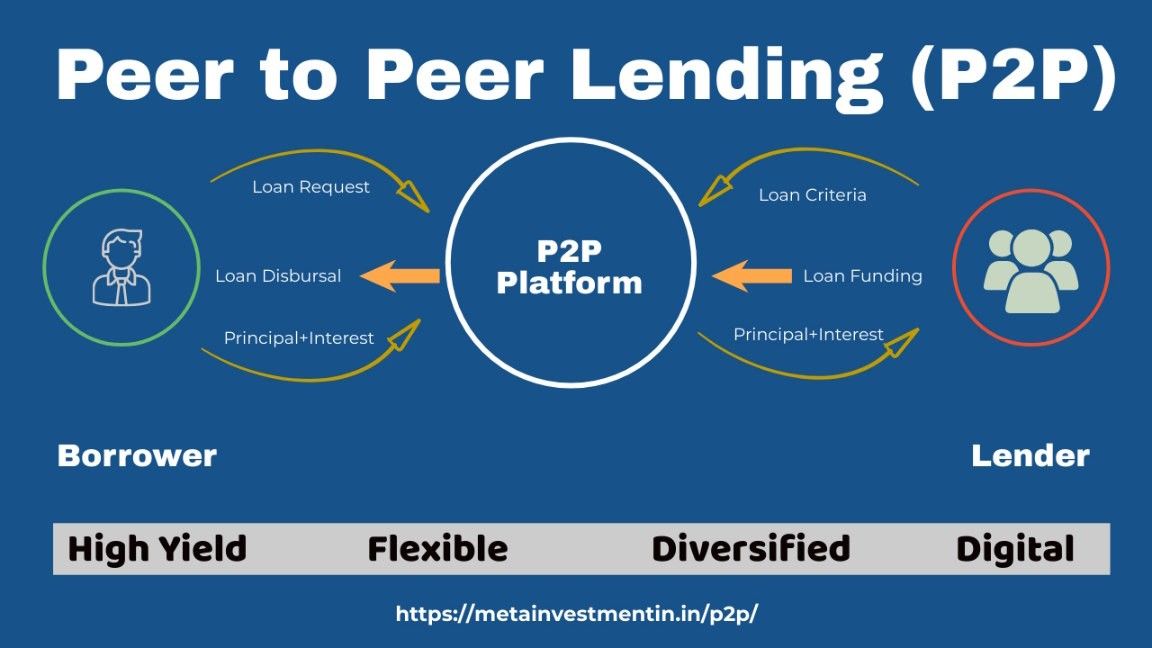 Peer to Peer Lending (P2P)
Loan Request
Loan Criteria
P2P
Platform
Loan Disbursal
Loan Funding
Principal+Interest
Principal+Interest
Borrower
Lender
High Yield
Flexible
Diversified
Digital
https://metainvestmentin.in/p2p/